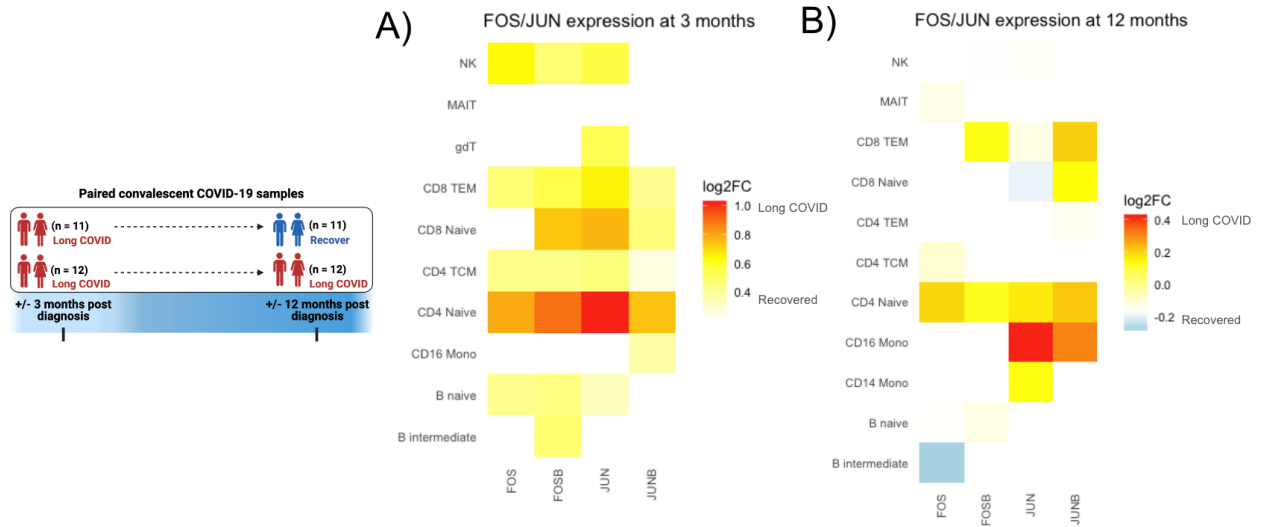 Paired convalescent COVID-19 samples
(n = 11)
Long COVID
(n = 11)
Recover
(n = 12)
Long COVID
(n = 12)
Long COVID
+/- 3 months post
diagnosis
+/- 12 months post
diagnosis
A)
FOS/JUN expression at 3 months
NK
MAIT
gdT
CD8 TEM
CD8 Naive
CD4 TCM
CD4 Naive
CD16 Mono
B naive
B intermediate
FOS
FOSB
JUN
JUNB
log2FC
1.0
0.8
0.6
0.4
Long COVID
Recovered
B)
FOS/JUN expression at 12 months
NK
MAIT
CD8 TEM
CD8 Naive
CD4 TEM
CD4 TCM
CD4 Naive
CD16 Mono
CD14 Mono
B naive
B intermediate
FOS
FOSB
JUN
JUNB
log2FC
0.4
0.2
0.0
-0.2
Long COVID
Recovered